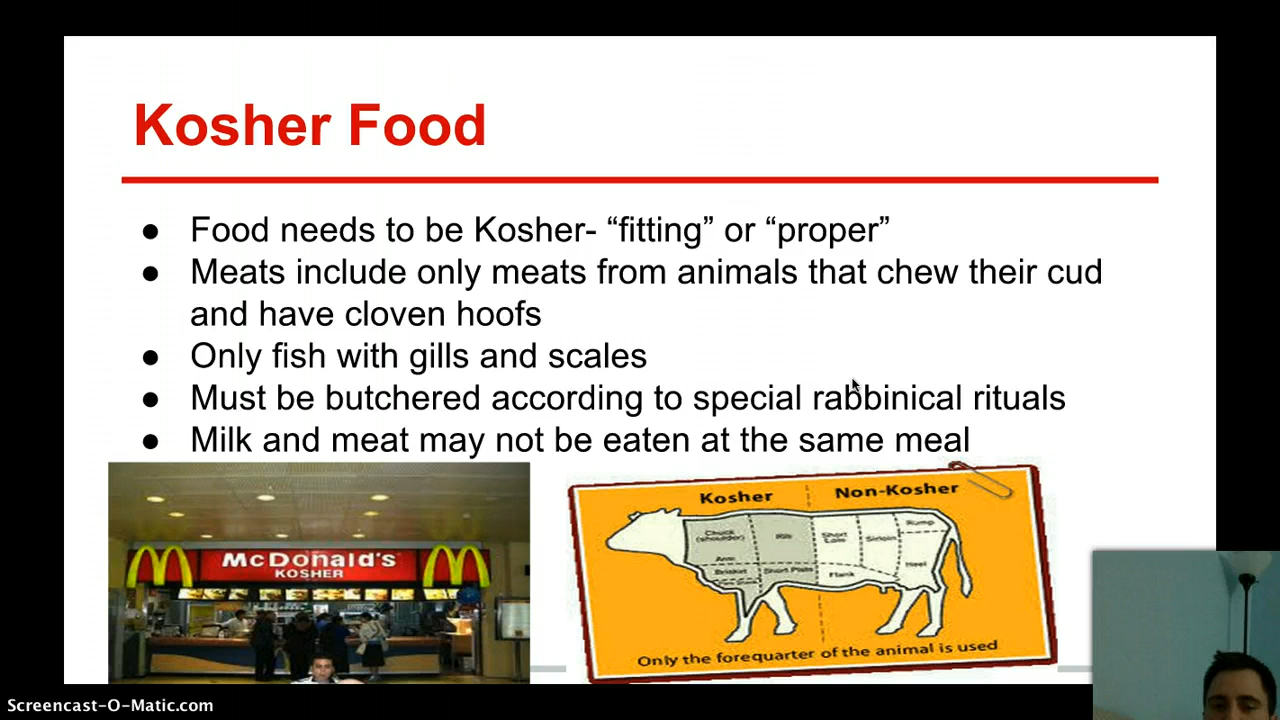 Kosher Food
● Food needs to be Kosher- “fitting” or “proper”
● Meats include only meats from animals that chew their cud
and have cloven hoofs
● Only fish with gills and scales
● Must be butchered according to special rabbinical rituals
● Milk and meat may not be eaten at the same meal
McDonald's
KOSHER
Kosher Non-Kosher
Chuck
(shoulder)
Rib
Short
Loin
Sirloin
Rump
Arm
Brisket
Short Plate
Flank
Heel
Only the forequarter of the animal is used
Screencast-O-Matic.com